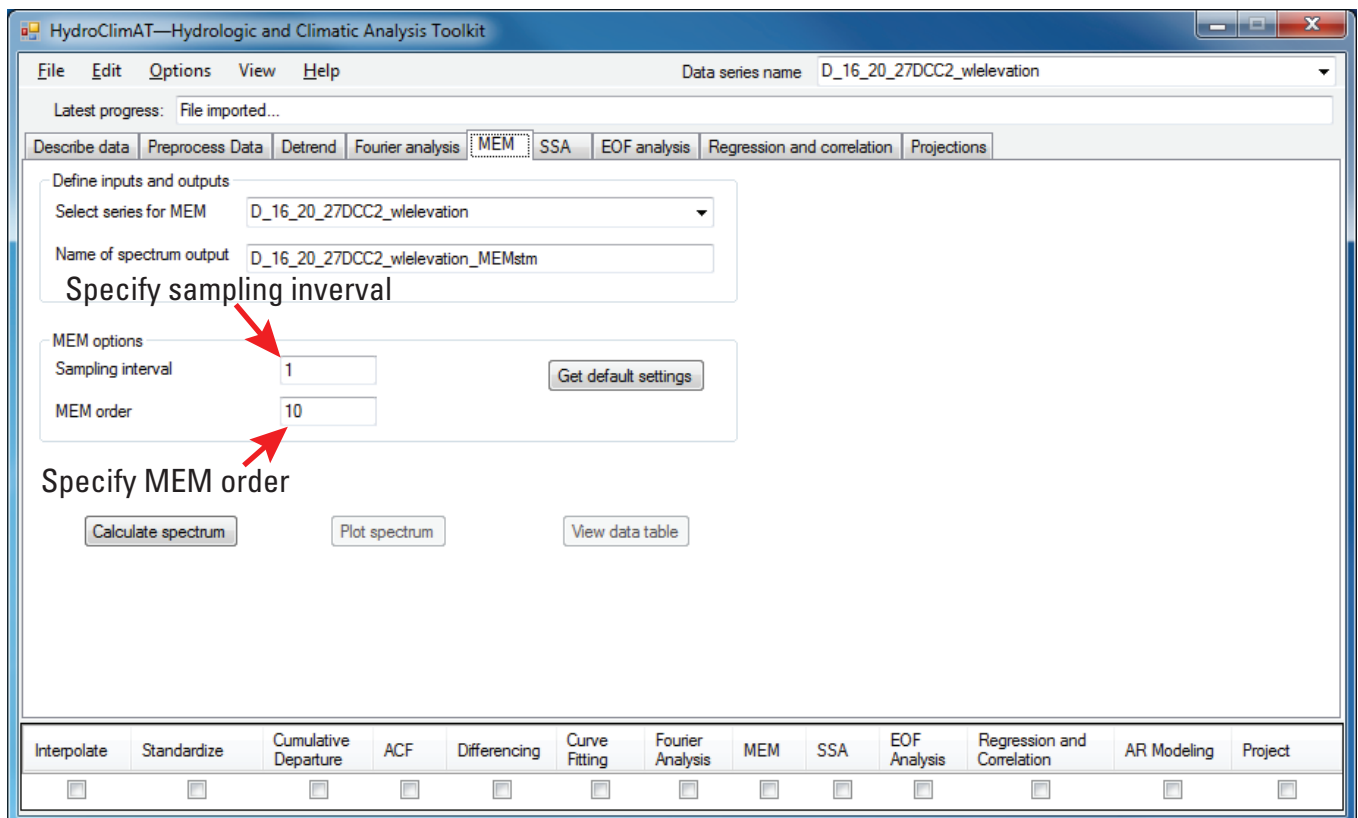 HydroClimAT—Hydrologic and Climatic Analysis Toolkit
File Edit Options View Help Data series name D_16_20_27DCC2_wlelevation
Latest progress: File imported...
Describe data Preprocess Data Detrend Fourier analysis MEM SSA EOF analysis Regression and correlation Projections
Define inputs and outputs
Select series for MEM D_16_20_27DCC2_wlelevation
Name of spectrum output D_16_20_27DCC2_wlelevation_MEMstm
Specify sampling inverval
MEM options
Sampling interval 1 Get default settings
MEM order 10
Specify MEM order
Calculate spectrum Plot spectrum View data table
Interpolate Standardize Cumulative Departure ACF Differencing Curve Fitting Fourier Analysis MEM SSA EOF Analysis Regression and Correlation AR Modeling Project